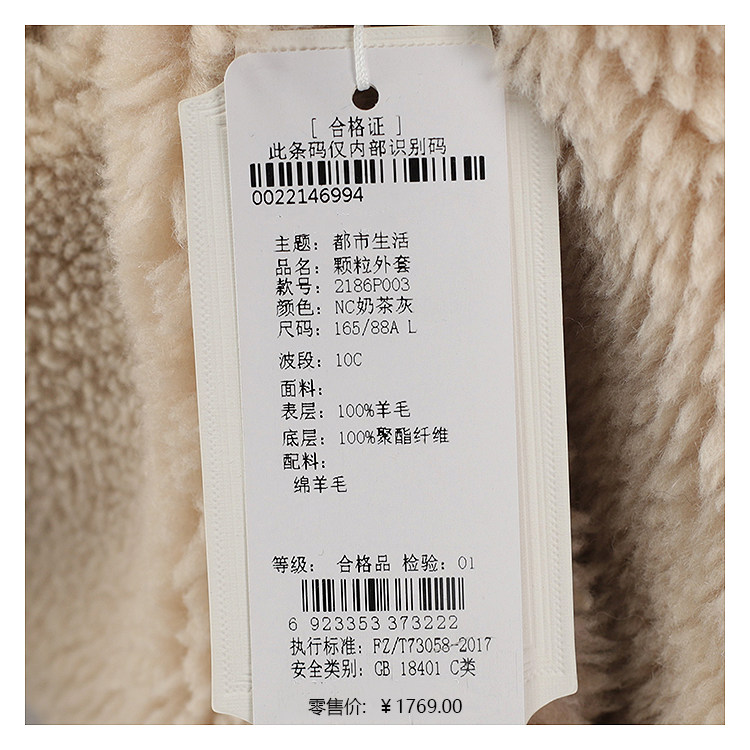 [ 合格证 ]
此条码仅内部识别码
0022146994
主题: 都市生活
品名: 颗粒外套
款号: 2186P003
颜色: NC奶茶灰
尺码: 165/88A L
波段: 10C
面料:
表层: 100%羊毛
底层: 100%聚酯纤维
配料:
绵羊毛
等级: 合格品 检验: 01
6 923353 373222
执行标准: FZ/T73058-2017
安全类别: GB 18401 C类
零售价: ¥1769.00